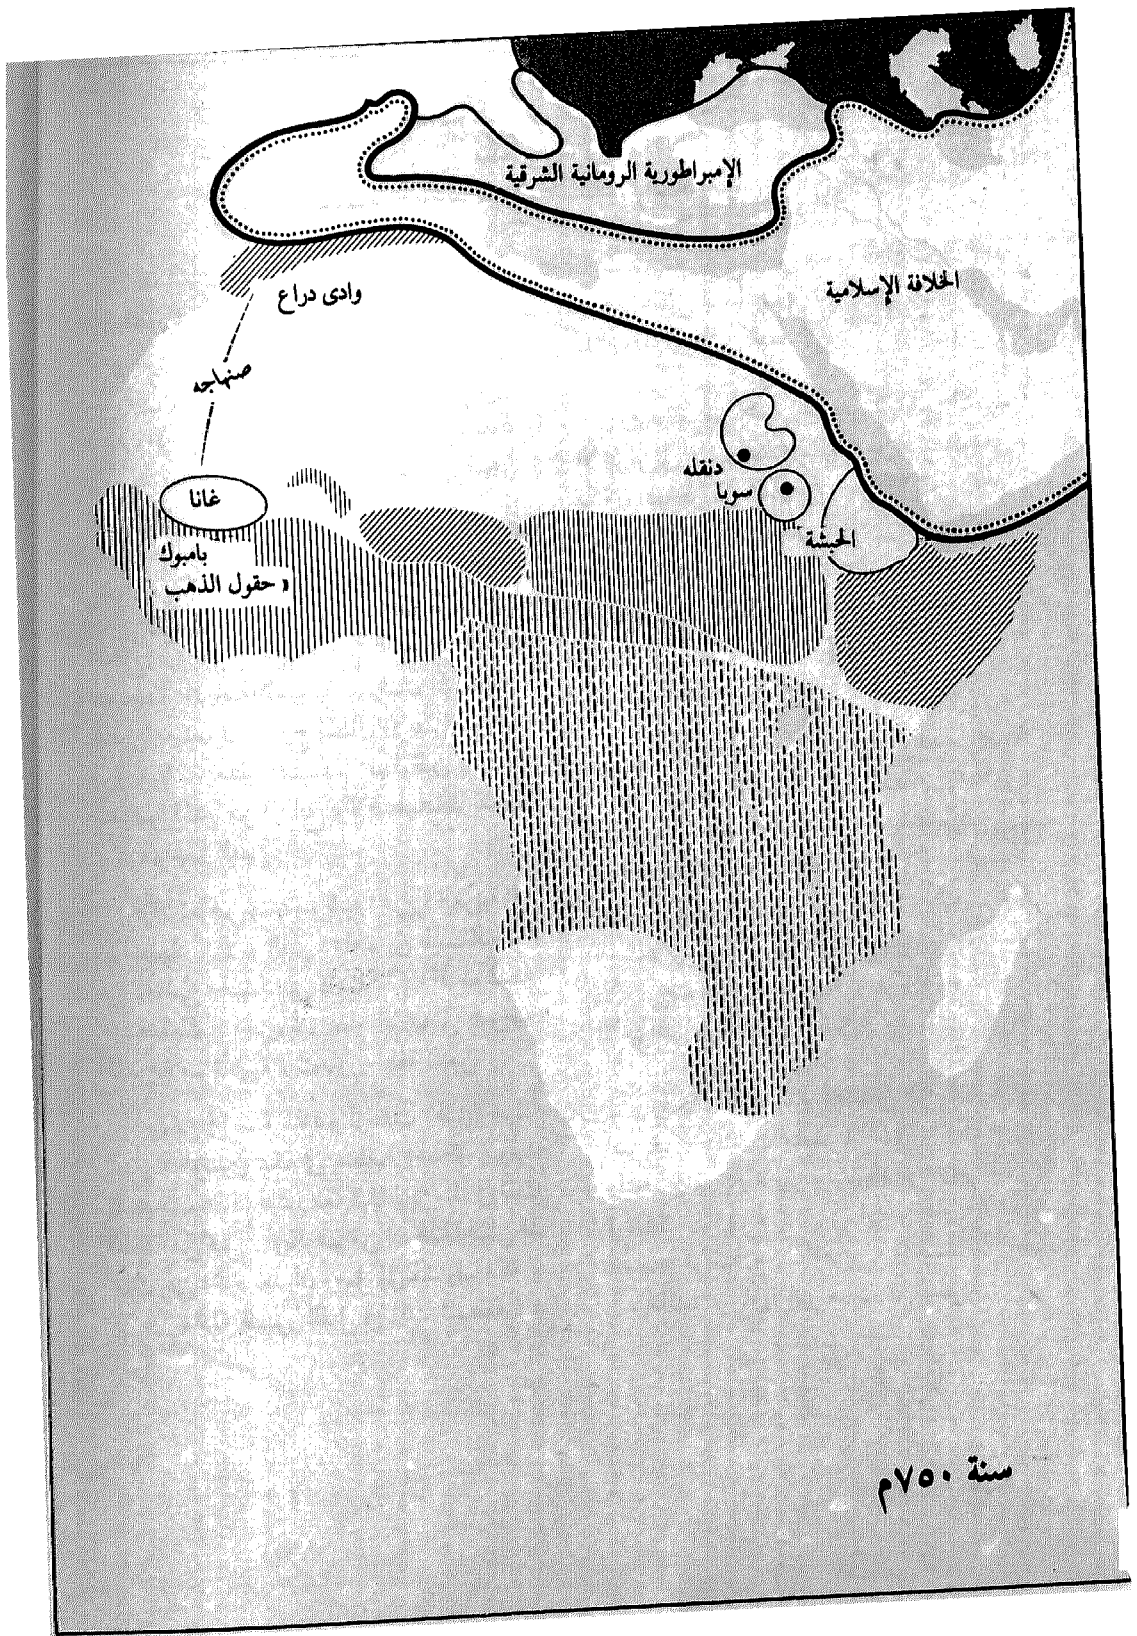 الإمبراطورية الرومانية الشرقية
الخلافة الإسلامية
وادى دراع
صنهاجه
غانا
دنقله
سوبا
الحبشة
بامبوك
« حقول الذهب »
سنة ٧٥٠م